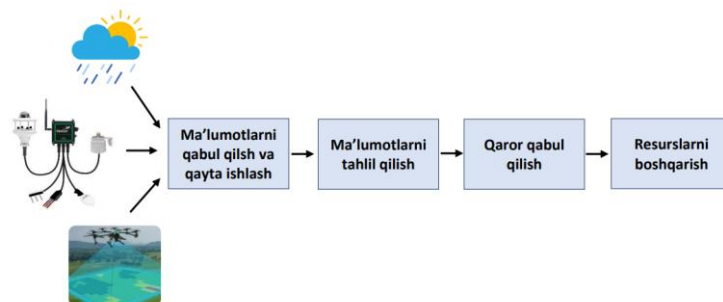 Ma’lumotlarni
qabul qilsh va
qayta ishlash
Ma’lumotlarni
tahlil qilish
Qaror qabul
qilish
Resurslarni
boshqarish